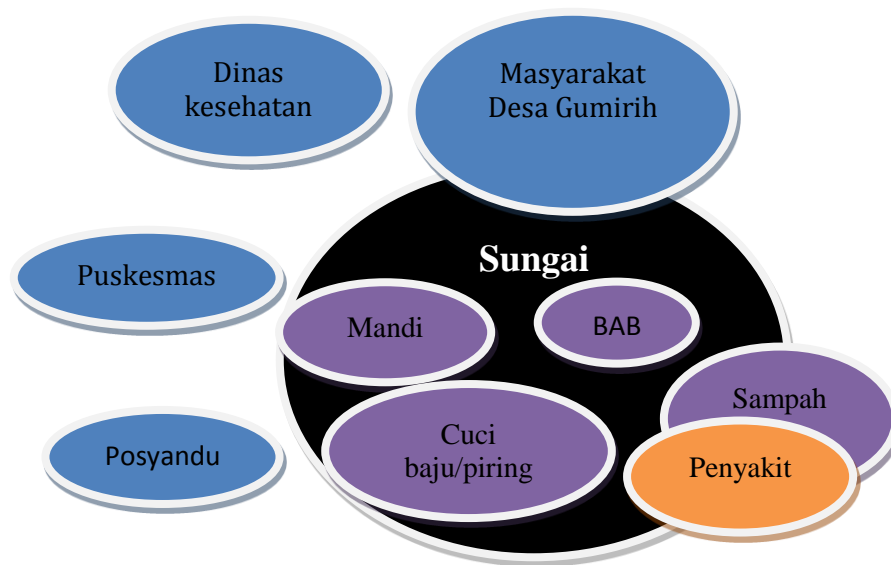 Dinas
kesehatan
Masyarakat
Desa Gumirih
Sungai
Puskesmas
Mandi
BAB
Sampah
Cuci
baju/piring
Posyandu
Penyakit